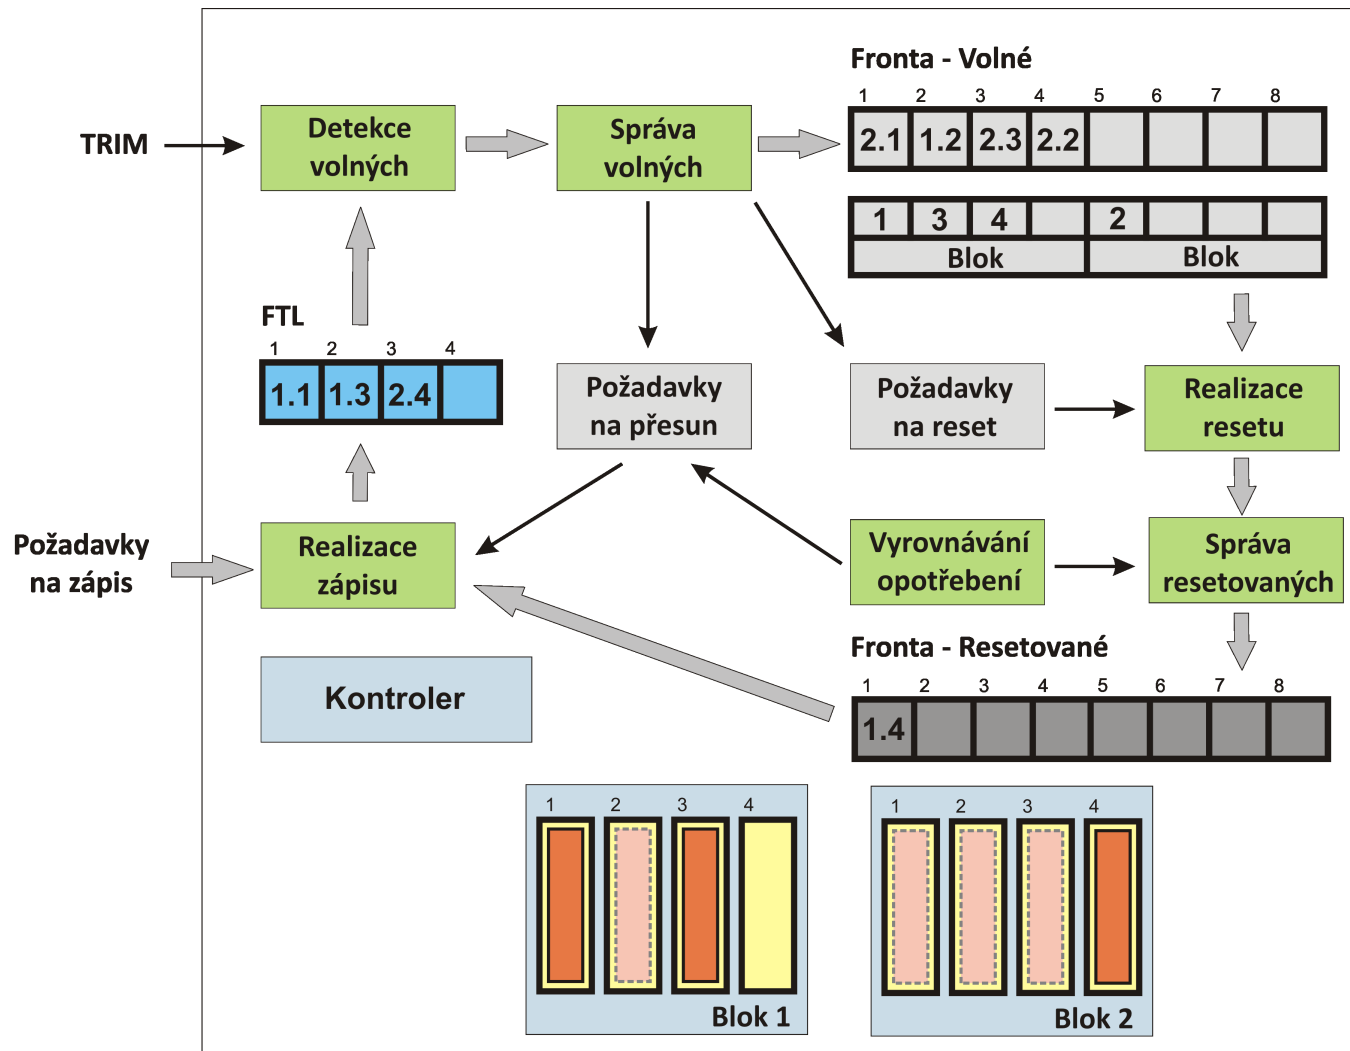 Fronta - Volné
1 2 3 4 5 6 7 8
2.1 1.2 2.3 2.2
TRIM
Detekce
volných
Správa
volných
1 3 4 2
Blok Blok
FTL
1 2 3 4
1.1 1.3 2.4
Požadavky
na přesun
Požadavky
na reset
Realizace
resetu
Požadavky
na zápis
Realizace
zápisu
Vyrovnávání
opotřebení
Správa
resetovaných
Fronta - Resetované
1 2 3 4 5 6 7 8
1.4
Kontroler
1 2 3 4
Blok 1
1 2 3 4
Blok 2